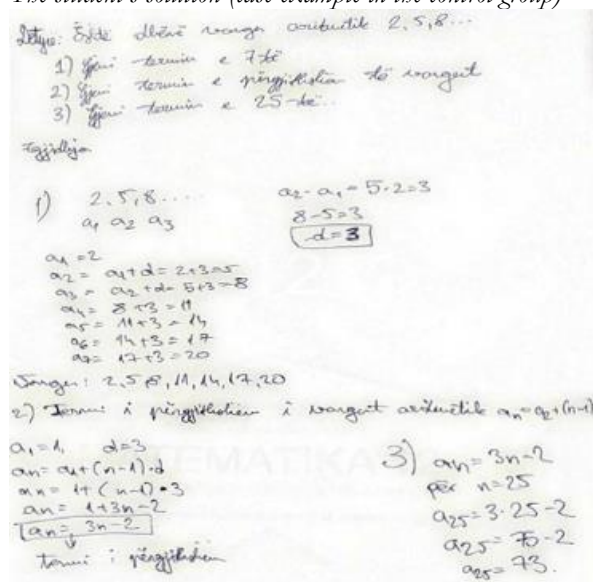 The student's solution (take example in the control group)
Detyrë: Është dhënë vargu aritmetik 2, 5, 8...
1) Gjeni termin e 7-të
2) Gjeni termin e përgjithshëm të vargut
3) Gjeni termin e 25-të..
Zgjidhja
1) 2, 5, 8 ....
a1 a2 a3
a2 - a1 = 5 - 2 = 3
8 - 5 = 3
d = 3
a1 = 2
a2 = a1 + d = 2 + 3 = 5
a3 = a2 + d = 5 + 3 = 8
a4 = 8 + 3 = 11
a5 = 11 + 3 = 14
a6 = 14 + 3 = 17
a7 = 17 + 3 = 20
Vargu: 2, 5, 8, 11, 14, 17, 20
2) Termi i përgjithshëm i vargut aritmetik an = a1 + (n-1)
a1 = 1, d = 3
an = a1 + (n-1)·d
an = 1 + (n-1) · 3
an = 1 + 3n - 2
an = 3n - 2
termi i përgjithshëm
3) an = 3n - 2
për n = 25
a25 = 3 · 25 - 2
a25 = 75 - 2
a25 = 73.